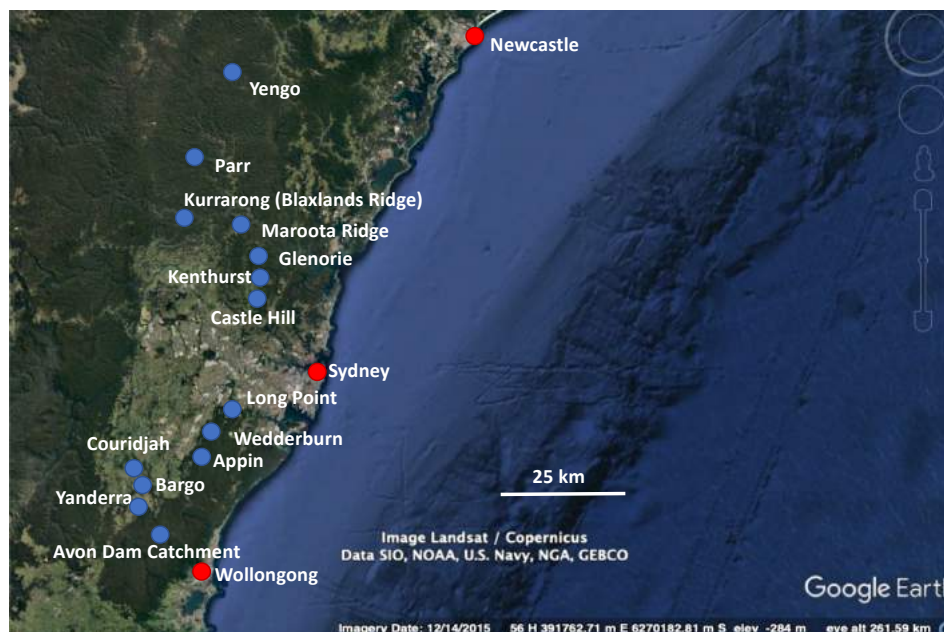 Newcastle
Yengo
Parr
Kurrarong (Blaxlands Ridge)
Maroota Ridge
Glenorie
Kenthurst
Castle Hill
Sydney
Long Point
Wedderburn
Couridjah
Appin
Bargo
Yanderra
25 km
Avon Dam Catchment
Wollongong
Image Landsat / Copernicus
Data SIO, NOAA, U.S. Navy, NGA, GEBCO
Google Eart
Imagery Date: 12/14/2015 56 H 391762.71 m E 6270182.81 m S elev -284 m eye alt 261.59 km